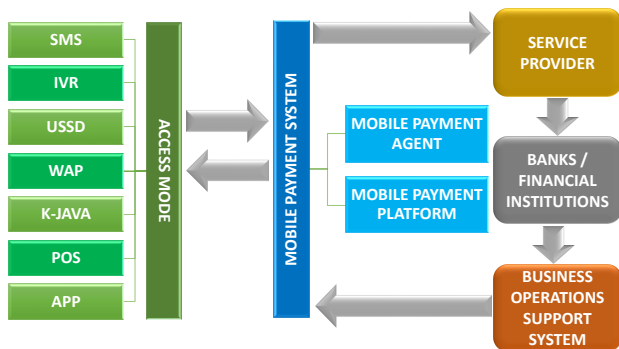 SMS
IVR
USSD
WAP
K-JAVA
POS
APP
ACCESS MODE
MOBILE PAYMENT SYSTEM
MOBILE PAYMENT
AGENT
MOBILE PAYMENT
PLATFORM
SERVICE
PROVIDER
BANKS /
FINANCIAL
INSTITUTIONS
BUSINESS
OPERATIONS
SUPPORT
SYSTEM